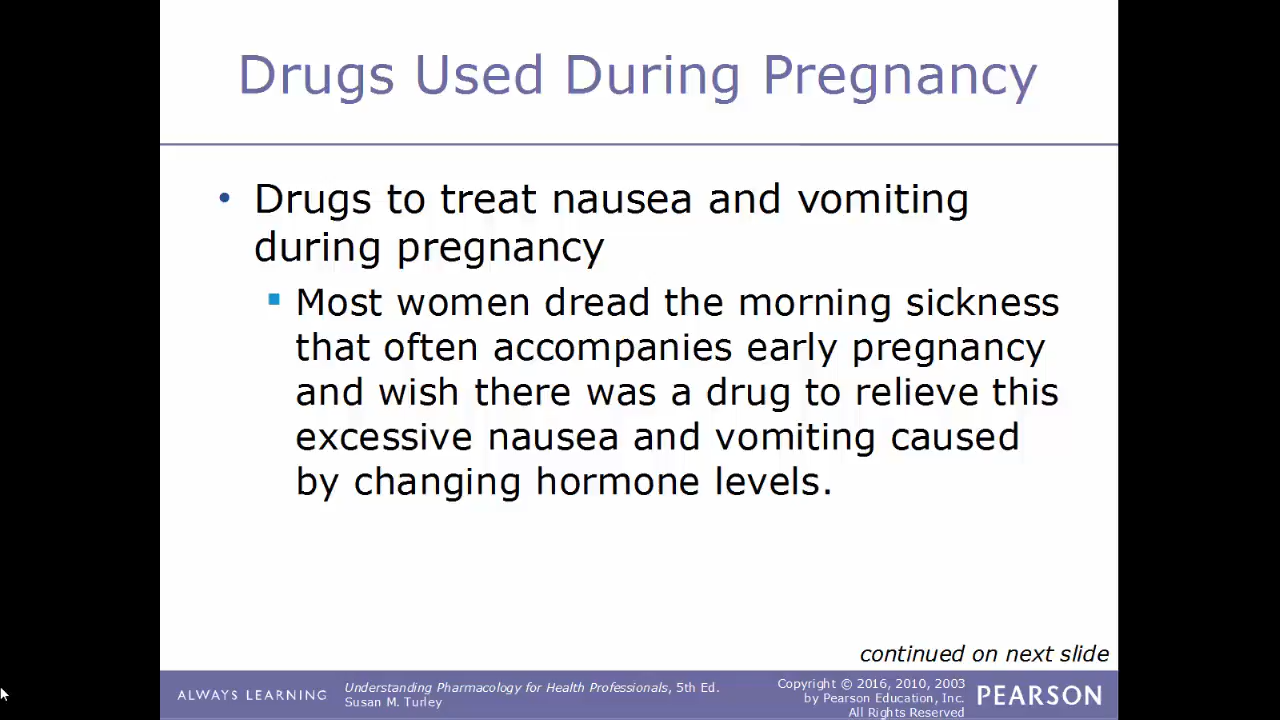 Drugs Used During Pregnancy
• Drugs to treat nausea and vomiting
during pregnancy
▪ Most women dread the morning sickness
that often accompanies early pregnancy
and wish there was a drug to relieve this
excessive nausea and vomiting caused
by changing hormone levels.
continued on next slide
ALWAYS LEARNING
Understanding Pharmacology for Health Professionals, 5th Ed.
Susan M. Turley
Copyright © 2016, 2010, 2003
by Pearson Education, Inc.
All Rights Reserved
PEARSON